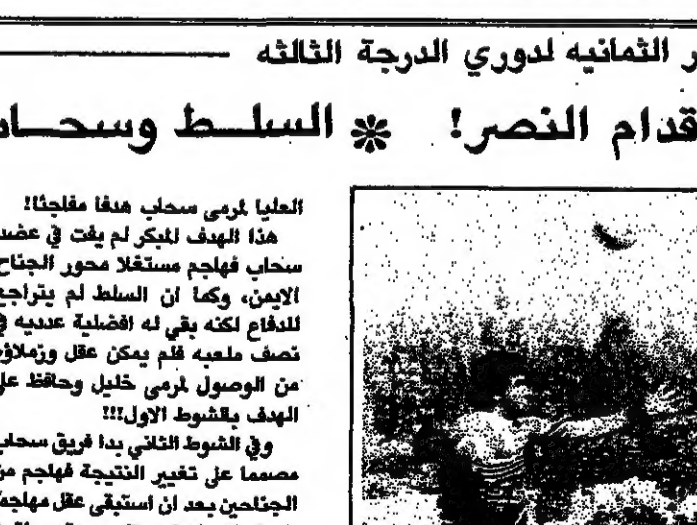 ر الثمانيه لدوري الدرجة الثالثه
قدام النصر! * السلط وسحا
العليا لمرمى سحاب هدفا مفاجئا!
هذا الهدف المبكر لم يفت في عضد
سحاب فهاجم مستغلا محور الجناح
الايمن، وكما ان السلط لم يتراجع
للدفاع لكنه بقي له افضلية عدديه في
نصف ملعبه فلم يمكن عقل وزملاؤه
من الوصول لمرمى خليل وحافظ على
الهدف بالشوط الاول!!!
وفي الشوط الثاني بدا فريق سحاب
مصمما على تغيير النتيجة فهاجم من
الجناحين بعد ان استبقى عقل مهاجما